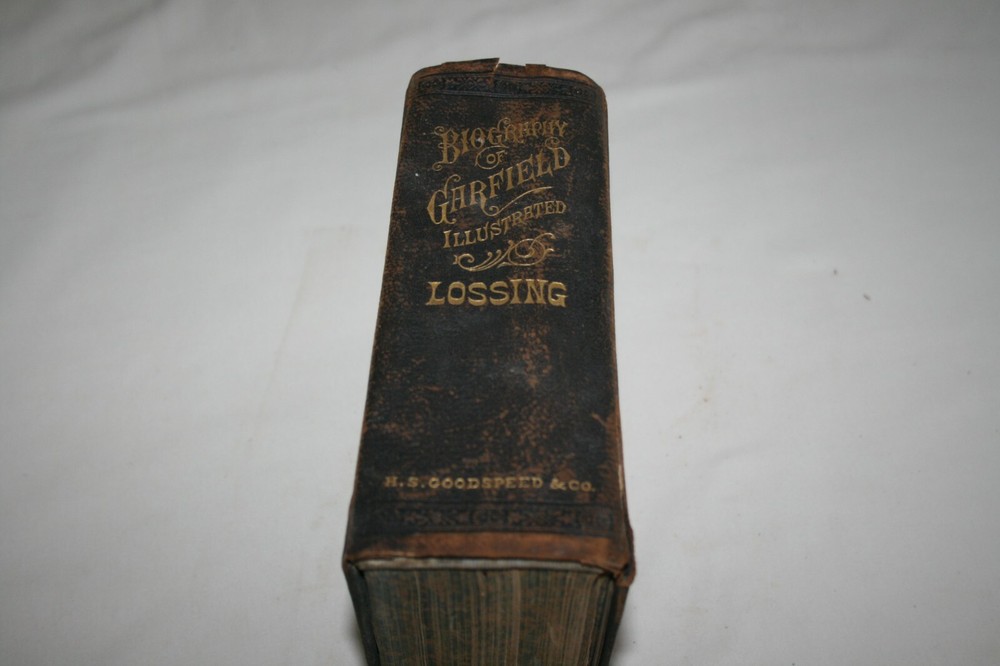 BIOGRAPHY
OF
GARFIELD
ILLUSTRATED
LOSSING
H. S. GOODSPEED & CO.